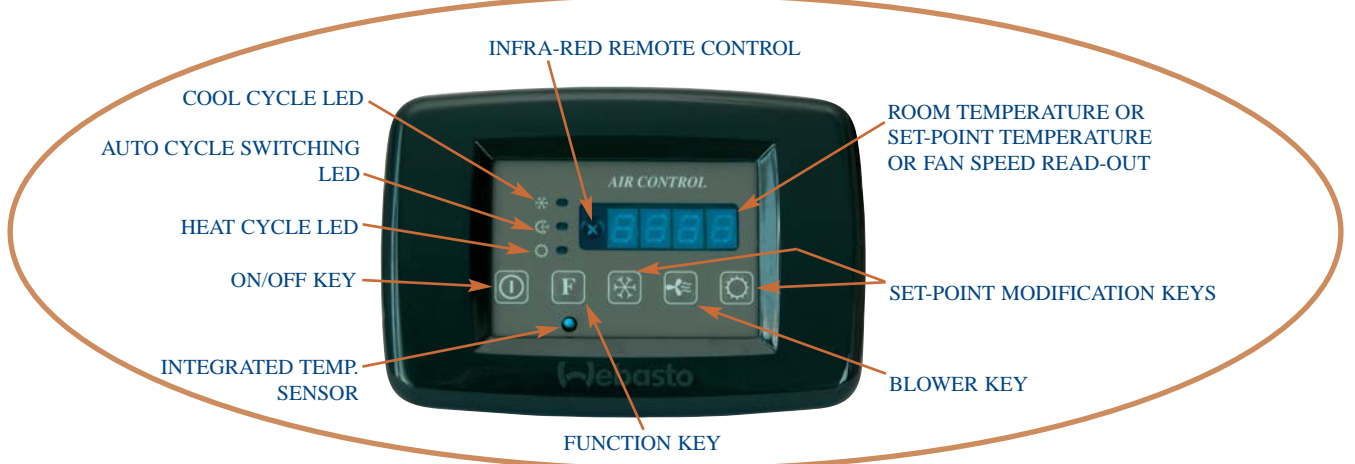 INFRA-RED REMOTE CONTROL
COOL CYCLE LED
ROOM TEMPERATURE OR
SET-POINT TEMPERATURE
OR FAN SPEED READ-OUT
AUTO CYCLE SWITCHING
LED
HEAT CYCLE LED
ON/OFF KEY
AIR CONTROL
8888
F
SET-POINT MODIFICATION KEYS
INTEGRATED TEMP.
SENSOR
Webasto
BLOWER KEY
FUNCTION KEY